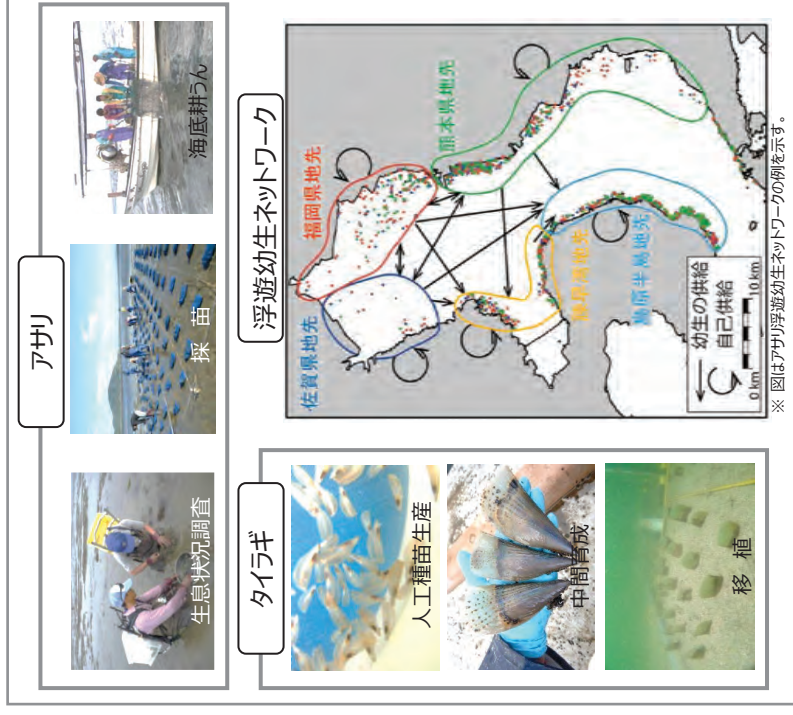 アサリ
生息状況調査
採 苗
海底耕うん
タイラギ
人工種苗生産
中間育成
移 植
浮遊幼生ネットワーク
佐賀県地先
福岡県地先
熊本県地先
諫早湾地先
島原半島地先
幼生の供給
自己供給
0 km 10 km
※ 図はアサリ浮遊幼生ネットワークの例を示す。